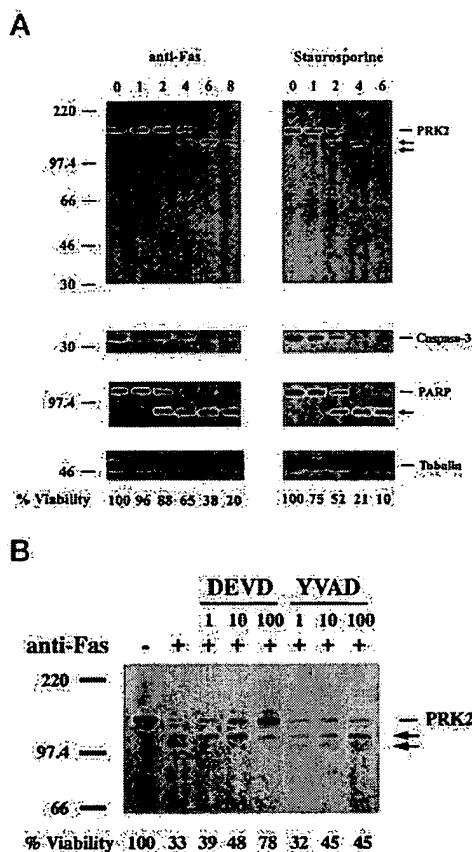 A
anti-Fas Staurosporine
0 1 2 4 6 8 0 1 2 4 6
220
PRK2
97.4
66
46
30
Caspase-3
30
PARP
97.4
Tubulin
46
% Viability 100 96 88 65 38 20 100 75 52 21 10
B
DEVD YVAD
1 10 100 1 10 100
anti-Fas - + + + + + + +
220
PRK2
97.4
66
% Viability 100 33 39 48 78 32 45 45